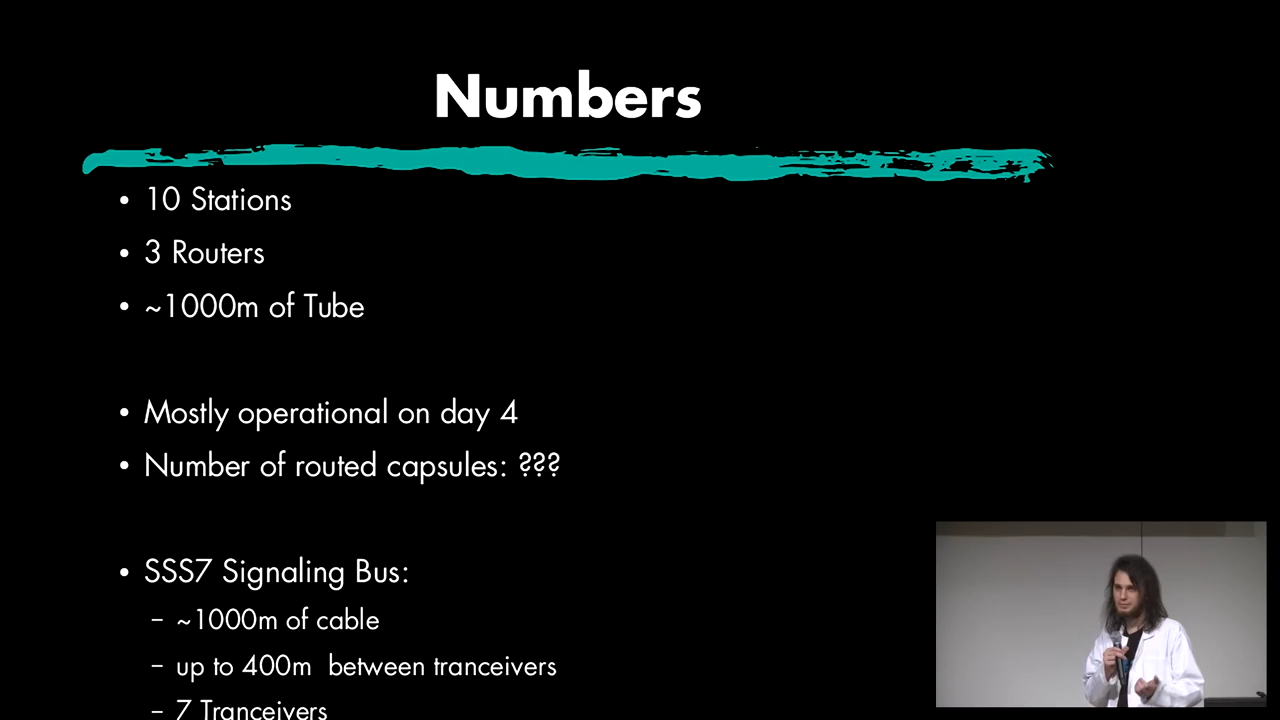 Numbers
• 10 Stations
• 3 Routers
• ~1000m of Tube
• Mostly operational on day 4
• Number of routed capsules: ???
• SSS7 Signaling Bus:
– ~1000m of cable
– up to 400m between tranceivers
– 7 Tranceivers